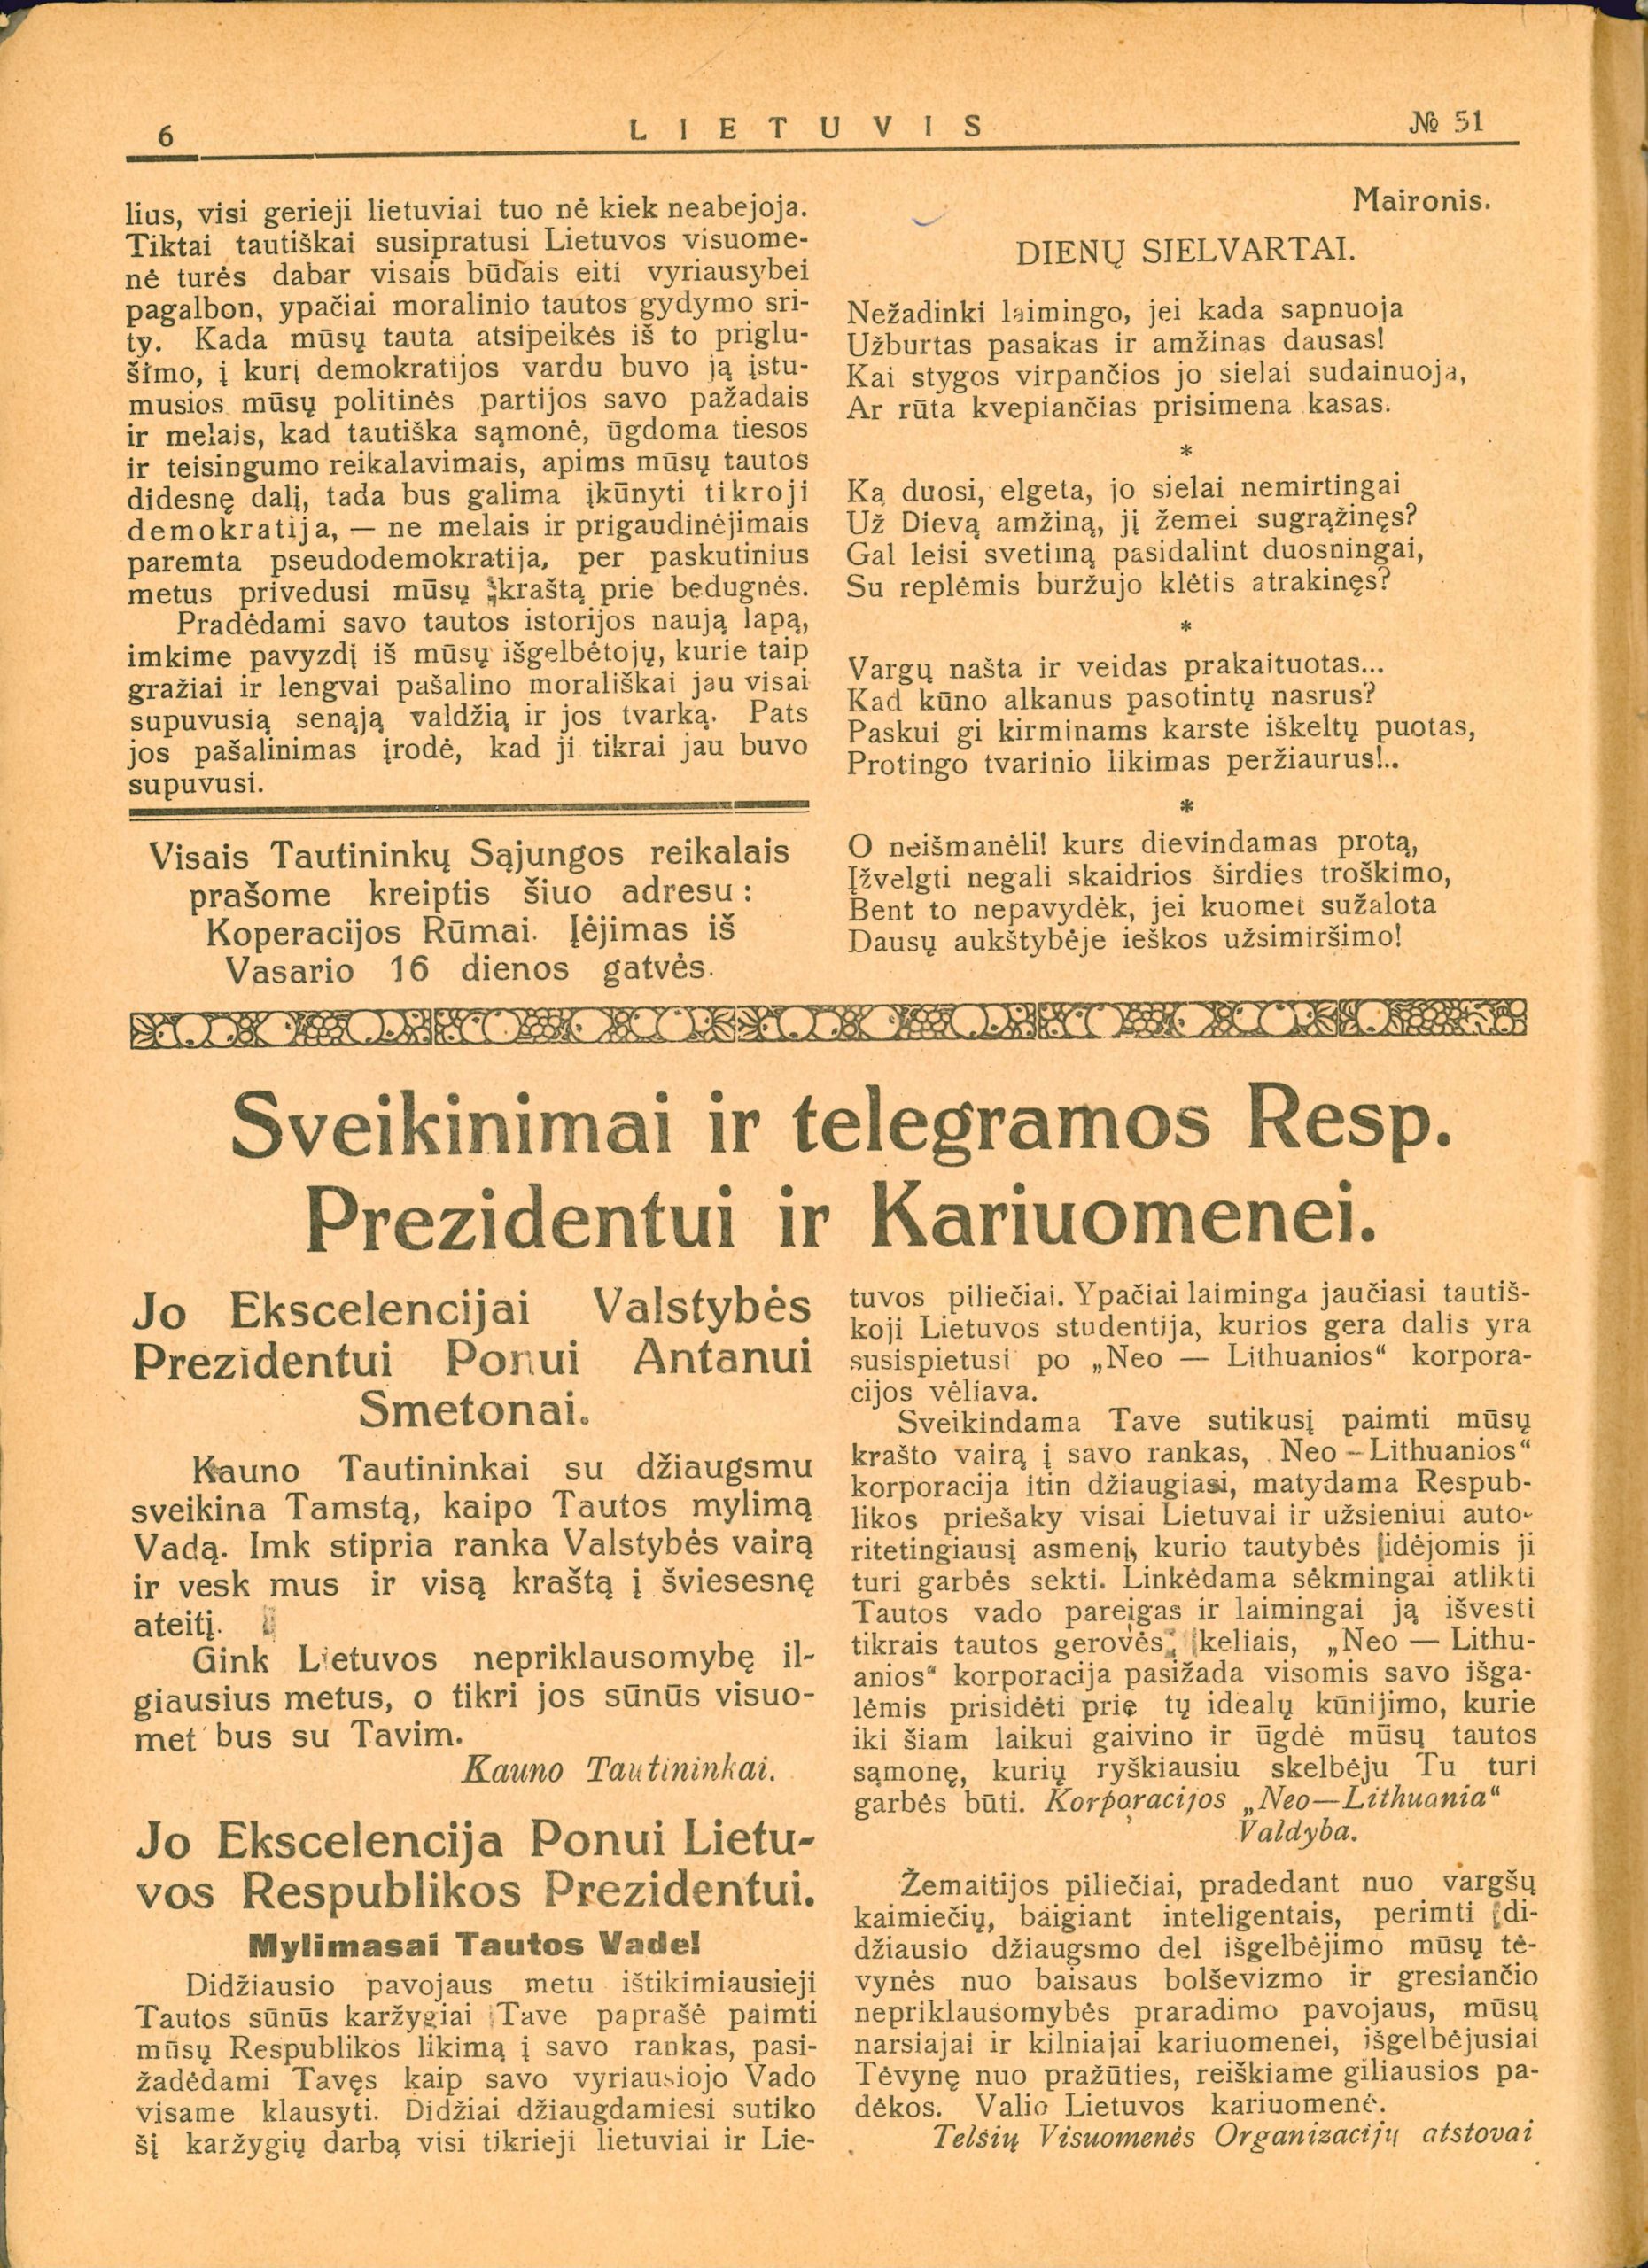 6
LIETUVIS
№ 51
lius, visi gerieji lietuviai tuo nė kiek neabejoja.
Tiktai tautiškai susipratusi Lietuvos visuome-
nė turės dabar visais būdais eiti vyriausybei
pagalbon, ypačiai moralinio tautos gydymo sri-
ty. Kada mūsų tauta atsipeikės iš to priglu-
šimo, į kurį demokratijos vardu buvo ją įstu-
musios mūsų politinės partijos savo pažadais
ir melais, kad tautiška sąmonė, ūgdoma tiesos
ir teisingumo reikalavimais, apims mūsų tautos
didesnę dalį, tada bus galima įkūnyti tikroji
demokratija, — ne melais ir prigaudinėjimais
paremta pseudodemokratija, per paskutinius
metus privedusi mūsų kraštą prie bedugnės.
Pradėdami savo tautos istorijos naują lapą,
imkime pavyzdį iš mūsų išgelbėtojų, kurie taip
gražiai ir lengvai pašalino morališkai jau visai
supuvusią senąją valdžią ir jos tvarką. Pats
jos pašalinimas įrodė, kad ji tikrai jau buvo
supuvusi.
Visais Tautininkų Sąjungos reikalais
prašome kreiptis šiuo adresu:
Koperacijos Rūmai. Įėjimas iš
Vasario 16 dienos gatvės.
Maironis.
DIENŲ SIELVARTAI.
Nežadinki laimingo, jei kada sapnuoja
Užburtas pasakas ir amžinas dausas!
Kai stygos virpančios jo sielai sudainuoja,
Ar rūta kvepiančias prisimena kasas.
*
Ką duosi, elgeta, jo sielai nemirtingai
Už Dievą amžiną, jį žemei sugrąžinęs?
Gal leisi svetimą pasidalint duosningai,
Su replėmis buržujo klėtis atrakinęs?
*
Vargų našta ir veidas prakaituotas...
Kad kūno alkanus pasotintų nasrus?
Paskui gi kirminams karste iškeltų puotas,
Protingo tvarinio likimas peržiaurus!..
*
O neišmanėli! kurs dievindamas protą,
Įžvelgti negali skaidrios širdies troškimo,
Bent to nepavydėk, jei kuomet sužalota
Dausų aukštybėje ieškos užsimiršimo!
Sveikinimai ir telegramos Resp.
Prezidentui ir Kariuomenei.
Jo Ekscelencijai Valstybės
Prezidentui Ponui Antanui
Smetonai.
Kauno Tautininkai su džiaugsmu
sveikina Tamstą, kaipo Tautos mylimą
Vadą. Imk stipria ranka Valstybės vairą
ir vesk mus ir visą kraštą į šviesesnę
ateitį.
Gink Lietuvos nepriklausomybę il-
giausius metus, o tikri jos sūnūs visuo-
met bus su Tavim.
Kauno Tautininkai.
Jo Ekscelencija Ponui Lietu-
vos Respublikos Prezidentui.
Mylimasai Tautos Vade!
Didžiausio pavojaus metu ištikimiausieji
Tautos sūnūs karžygiai Tave paprašė paimti
mūsų Respublikos likimą į savo rankas, pasi-
žadėdami Tavęs kaip savo vyriausiojo Vado
visame klausyti. Didžiai džiaugdamiesi sutiko
šį karžygių darbą visi tikrieji lietuviai ir Lie-
tuvos piliečiai. Ypačiai laiminga jaučiasi tautiš-
koji Lietuvos studentija, kurios gera dalis yra
susispietusi po „Neo — Lithuanios“ korpora-
cijos vėliava.
Sveikindama Tave sutikusį paimti mūsų
krašto vairą į savo rankas, Neo – Lithuanios“
korporacija itin džiaugiasi, matydama Respub-
likos priešaky visai Lietuvai ir užsieniui auto-
ritetingiausį asmenį, kurio tautybės idėjomis ji
turi garbės sekti. Linkėdama sėkmingai atlikti
Tautos vado pareigas ir laimingai ją išvesti
tikrais tautos gerovės keliais, „Neo — Lithu-
anios“ korporacija pasižada visomis savo išga-
lėmis prisidėti prie tų idealų kūnijimo, kurie
iki šiam laikui gaivino ir ūgdė mūsų tautos
sąmonę, kurių ryškiausiu skelbėju Tu turi
garbės būti. Korporacijos „Neo—Lithuania“
Valdyba.
Žemaitijos piliečiai, pradedant nuo vargšų
kaimiečių, baigiant inteligentais, perimti di-
džiausio džiaugsmo del išgelbėjimo mūsų tė-
vynės nuo baisaus bolševizmo ir gresiančio
nepriklausomybės praradimo pavojaus, mūsų
narsiajai ir kilniajai kariuomenei, išgelbėjusiai
Tėvynę nuo pražūties, reiškiame giliausios pa-
dėkos. Valio Lietuvos kariuomenė.
Telšių Visuomenės Organizacijų atstovai